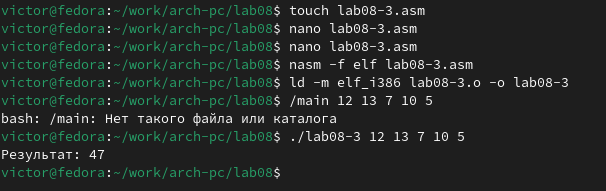 victor@fedora:~/work/arch-pc/lab08$ touch lab08-3.asm
victor@fedora:~/work/arch-pc/lab08$ nano lab08-3.asm
victor@fedora:~/work/arch-pc/lab08$ nano lab08-3.asm
victor@fedora:~/work/arch-pc/lab08$ nasm -f elf lab08-3.asm
victor@fedora:~/work/arch-pc/lab08$ ld -m elf_i386 lab08-3.o -o lab08-3
victor@fedora:~/work/arch-pc/lab08$ /main 12 13 7 10 5
bash: /main: Нет такого файла или каталога
victor@fedora:~/work/arch-pc/lab08$ ./lab08-3 12 13 7 10 5
Результат: 47
victor@fedora:~/work/arch-pc/lab08$